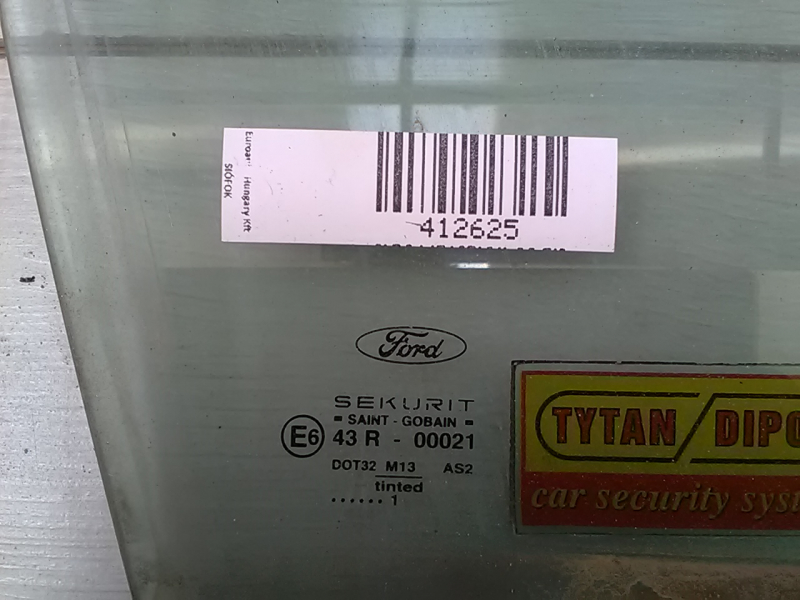 Hungary Kft
SIÓFOK
412625
Ford
SEKURIT
SAINT - GOBAIN
E6 43 R - 00021
DOT32 M13 AS2
tinted
...... 1
TYTAN/DIPO
car security syst